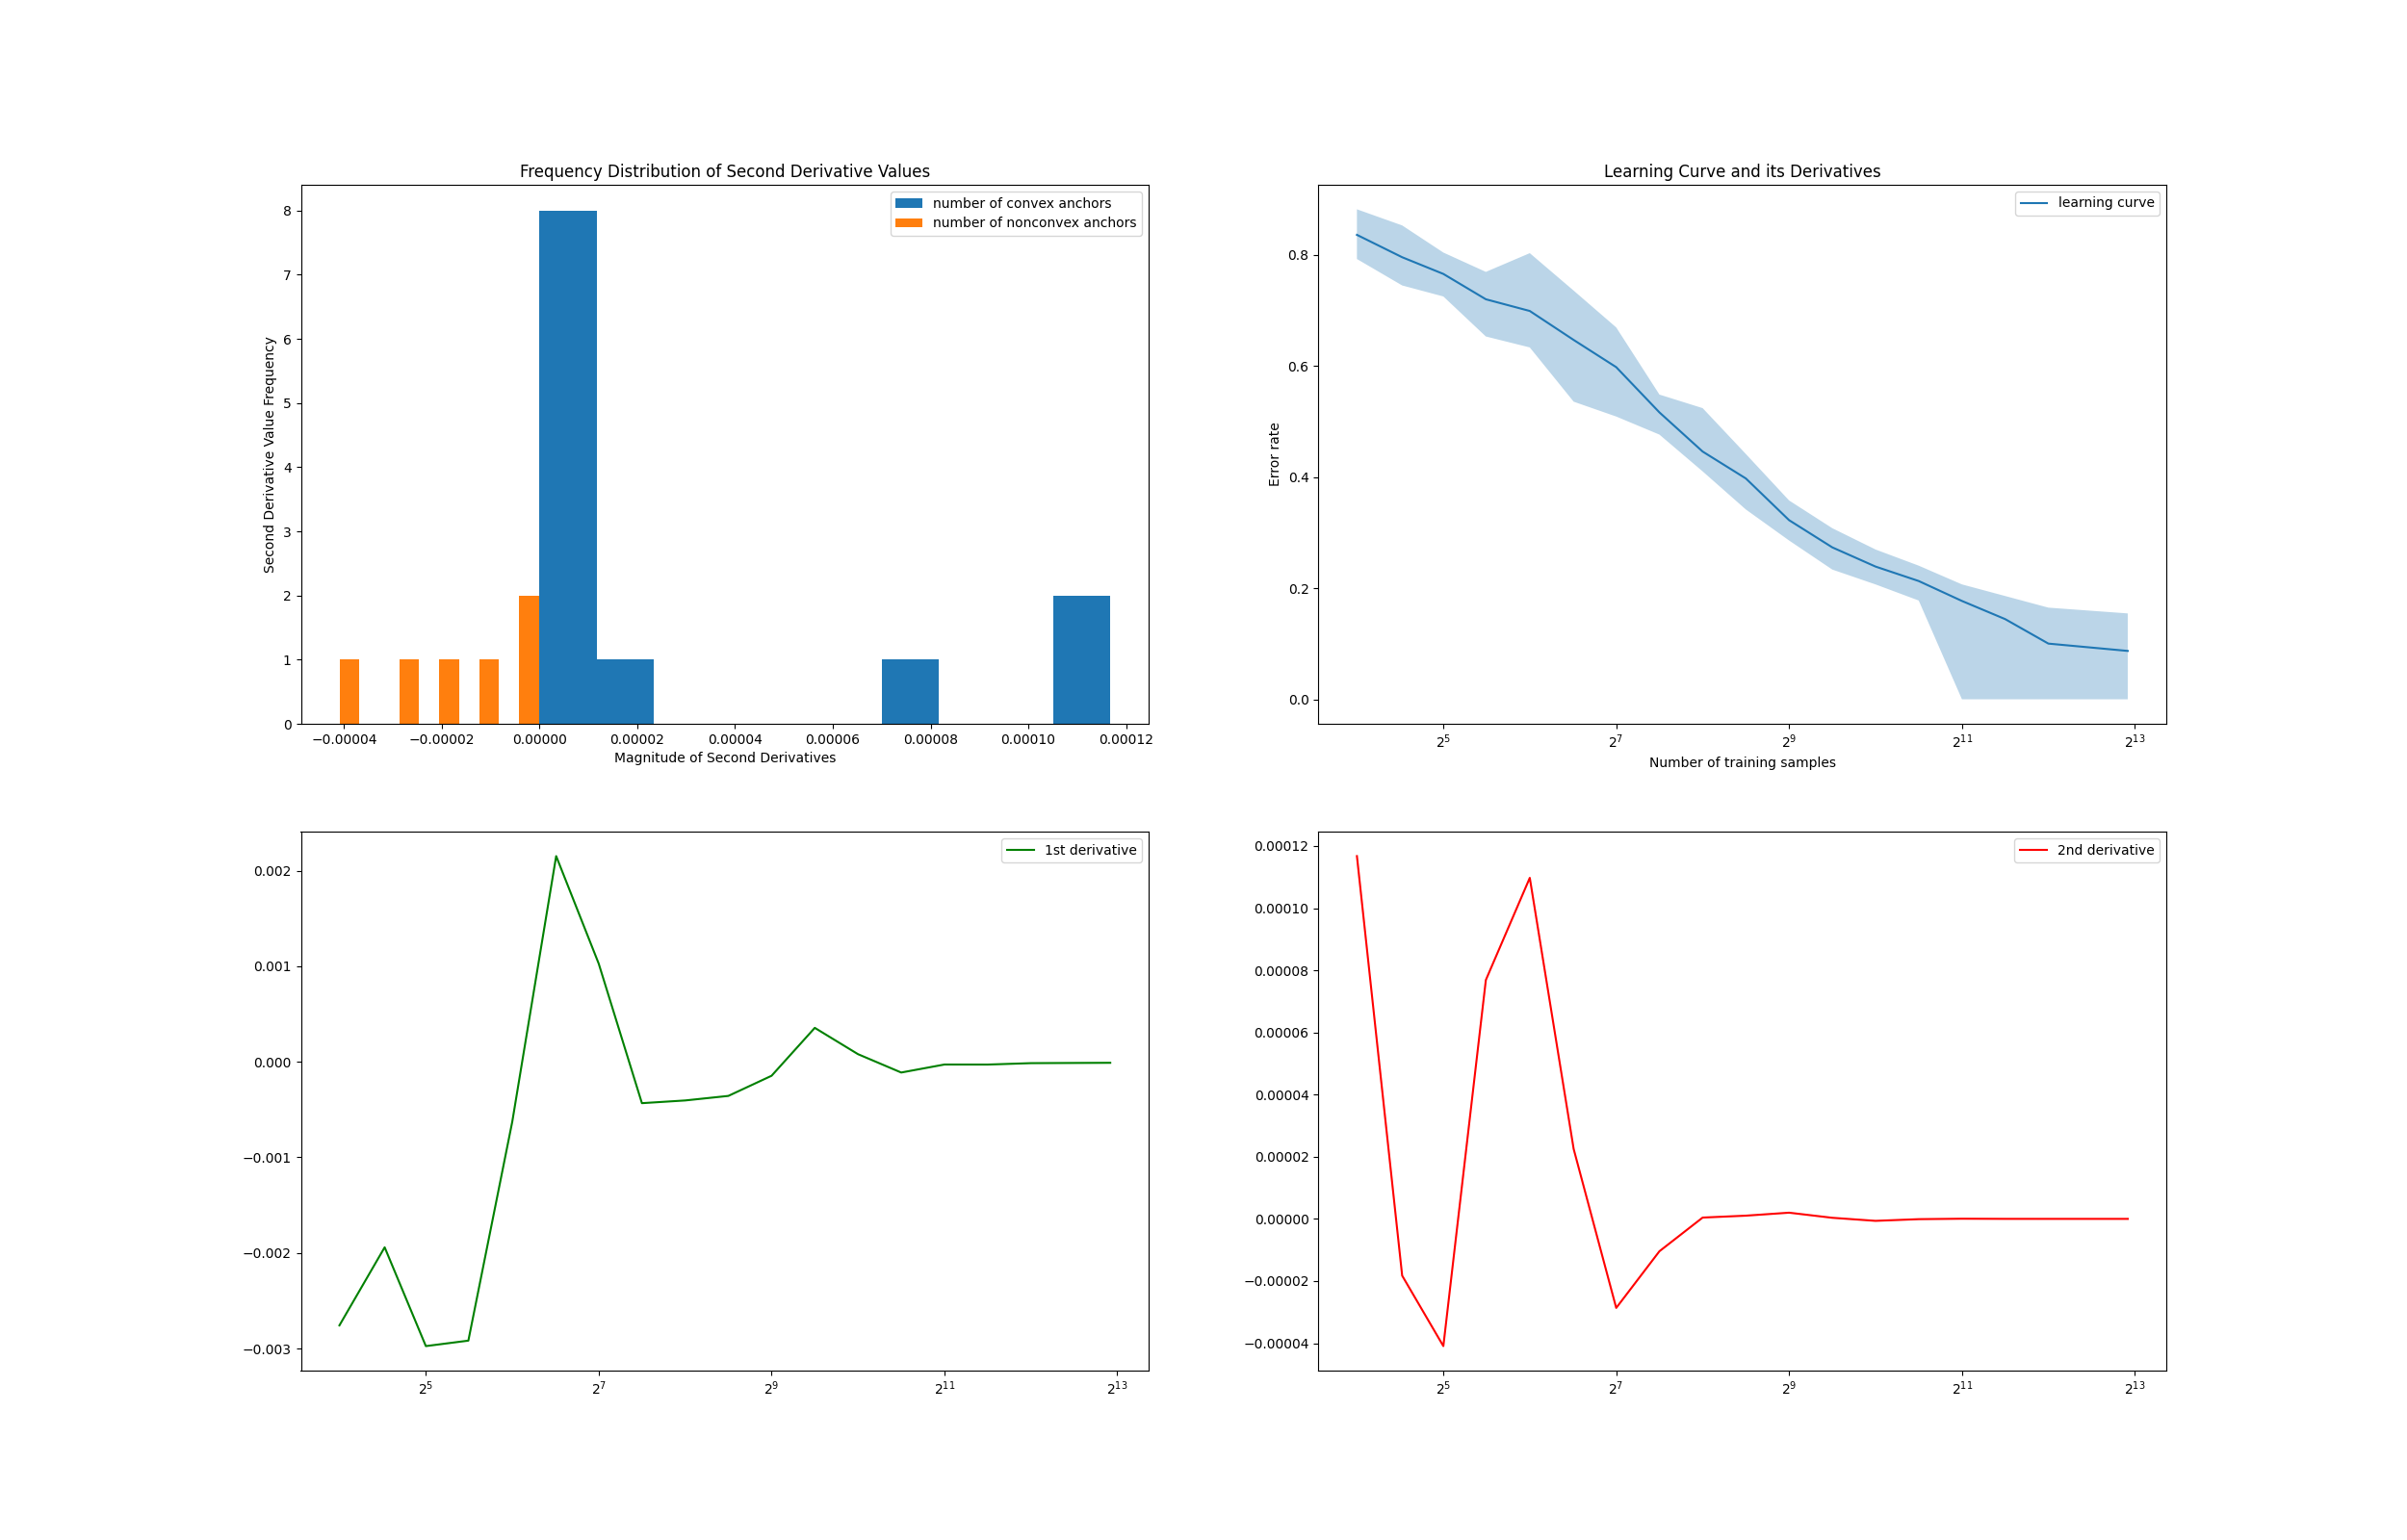 Frequency Distribution of Second Derivative Values
number of convex anchors
number of nonconvex anchors
Second Derivative Value Frequency
8
7
6
5
4
3
2
1
0
−0.00004 −0.00002 0.00000 0.00002 0.00004 0.00006 0.00008 0.00010 0.00012
Magnitude of Second Derivatives
Learning Curve and its Derivatives
learning curve
Error rate
0.8
0.6
0.4
0.2
0.0
2^5 2^7 2^9 2^11 2^13
Number of training samples
1st derivative
0.002
0.001
0.000
−0.001
−0.002
−0.003
2^5 2^7 2^9 2^11 2^13
2nd derivative
0.00012
0.00010
0.00008
0.00006
0.00004
0.00002
0.00000
−0.00002
−0.00004
2^5 2^7 2^9 2^11 2^13